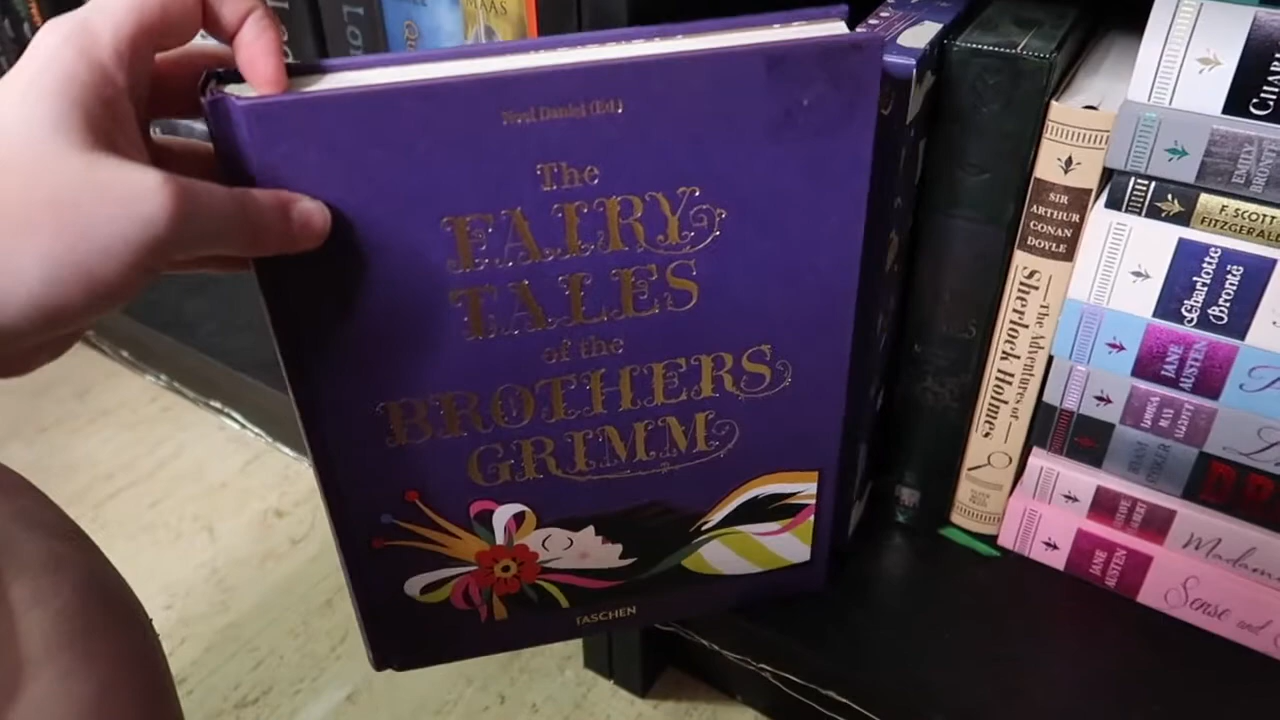 MAAS
Noel Daniel (Ed.)
The
FAIRY
TALES
of the
BROTHERS
GRIMM
TASCHEN
SIR
ARTHUR
CONAN
DOYLE
The Adventures of
Sherlock Holmes
EMILY
BRONTË
F. SCOTT
FITZGERALD
Charlotte
Brontë
JANE
AUSTEN
LOUISA
MAY
ALCOTT
Madam
JANE
AUSTEN
Sense and